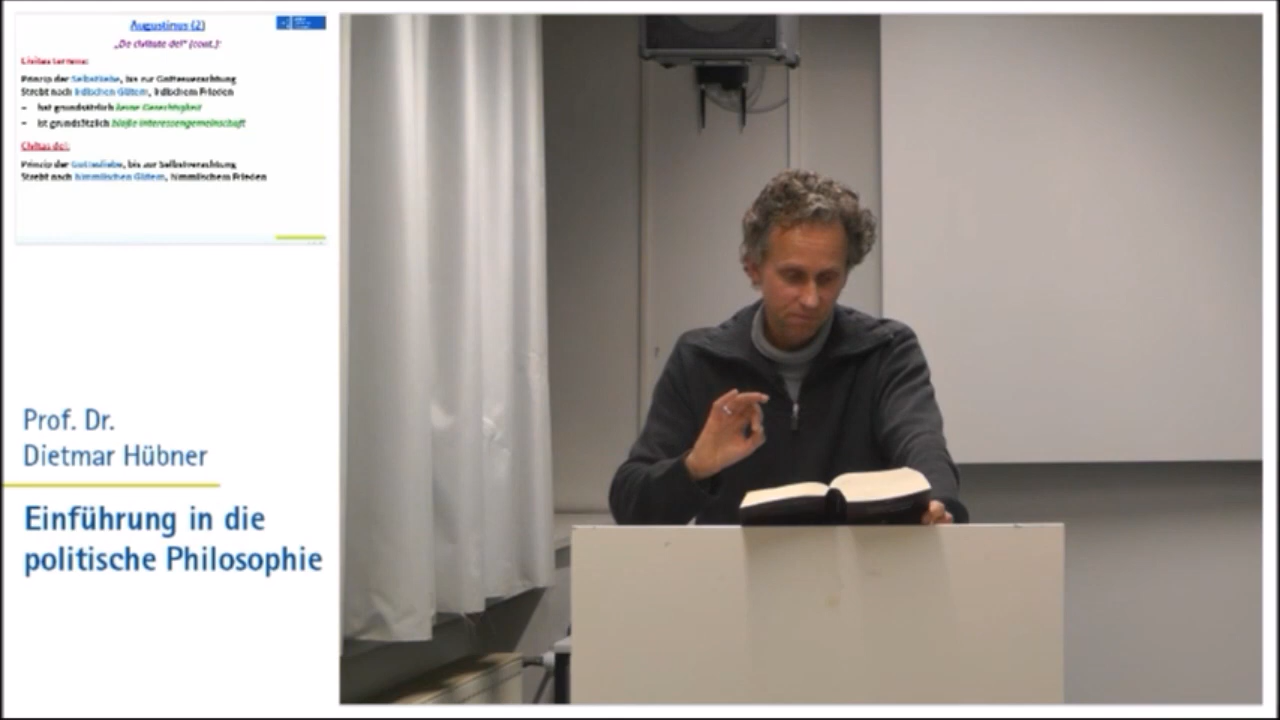 Augustinus (2)
„De civitate dei“ (cont.):
Civitas terrena:
Prinzip der Selbstliebe, bis zur Gottesverachtung
Strebt nach irdischen Gütern, irdischem Frieden
- hat grundsätzlich keine Gerechtigkeit
- ist grundsätzlich bloße Interessengemeinschaft
Civitas dei:
Prinzip der Gottesliebe, bis zur Selbstverachtung
Strebt nach himmlischen Gütern, himmlischem Frieden
Prof. Dr.
Dietmar Hübner
Einführung in die
politische Philosophie